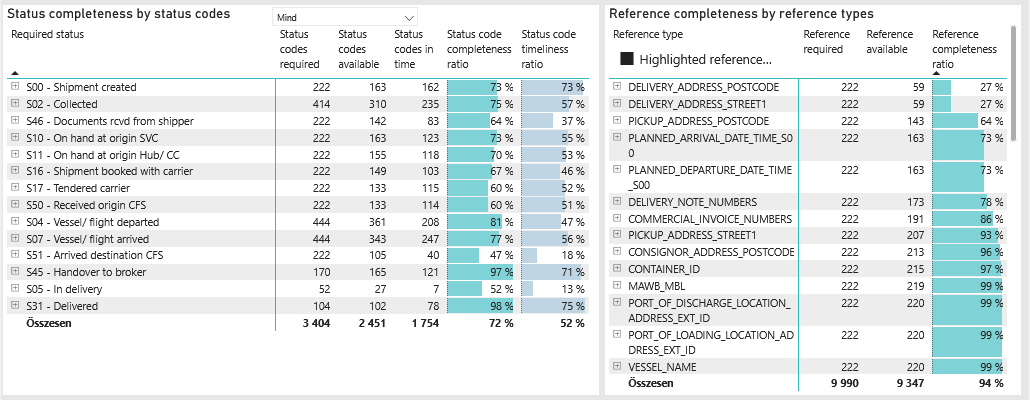 Status completeness by status codes
Mind
Required status
Status codes required
Status codes available
Status codes in time
Status code completeness ratio
Status code timeliness ratio
S00 - Shipment created 222 163 162 73 % 73 %
S02 - Collected 414 310 235 75 % 57 %
S46 - Documents rcvd from shipper 222 142 83 64 % 37 %
S10 - On hand at origin SVC 222 163 123 73 % 55 %
S11 - On hand at origin Hub/ CC 222 155 118 70 % 53 %
S16 - Shipment booked with carrier 222 149 103 67 % 46 %
S17 - Tendered carrier 222 133 115 60 % 52 %
S50 - Received origin CFS 222 133 114 60 % 51 %
S04 - Vessel/ flight departed 444 361 208 81 % 47 %
S07 - Vessel/ flight arrived 444 343 247 77 % 56 %
S51 - Arrived destination CFS 222 105 40 47 % 18 %
S45 - Handover to broker 170 165 121 97 % 71 %
S05 - In delivery 52 27 7 52 % 13 %
S31 - Delivered 104 102 78 98 % 75 %
Összesen 3 404 2 451 1 754 72 % 52 %
Reference completeness by reference types
Reference type
Highlighted reference...
Reference required
Reference available
Reference completeness ratio
DELIVERY_ADDRESS_POSTCODE 222 59 27 %
DELIVERY_ADDRESS_STREET1 222 59 27 %
PICKUP_ADDRESS_POSTCODE 222 143 64 %
PLANNED_ARRIVAL_DATE_TIME_S0 222 163 73 %
0
PLANNED_DEPARTURE_DATE_TIME 222 163 73 %
_S00
DELIVERY_NOTE_NUMBERS 222 173 78 %
COMMERCIAL_INVOICE_NUMBERS 222 191 86 %
PICKUP_ADDRESS_STREET1 222 207 93 %
CONSIGNOR_ADDRESS_POSTCODE 222 213 96 %
CONTAINER_ID 222 215 97 %
MAWB_MBL 222 219 99 %
PORT_OF_DISCHARGE_LOCATION_ 222 220 99 %
ADDRESS_EXT_ID
PORT_OF_LOADING_LOCATION_AD 222 220 99 %
DRESS_EXT_ID
VESSEL_NAME 222 220 99 %
Összesen 9 990 9 347 94 %